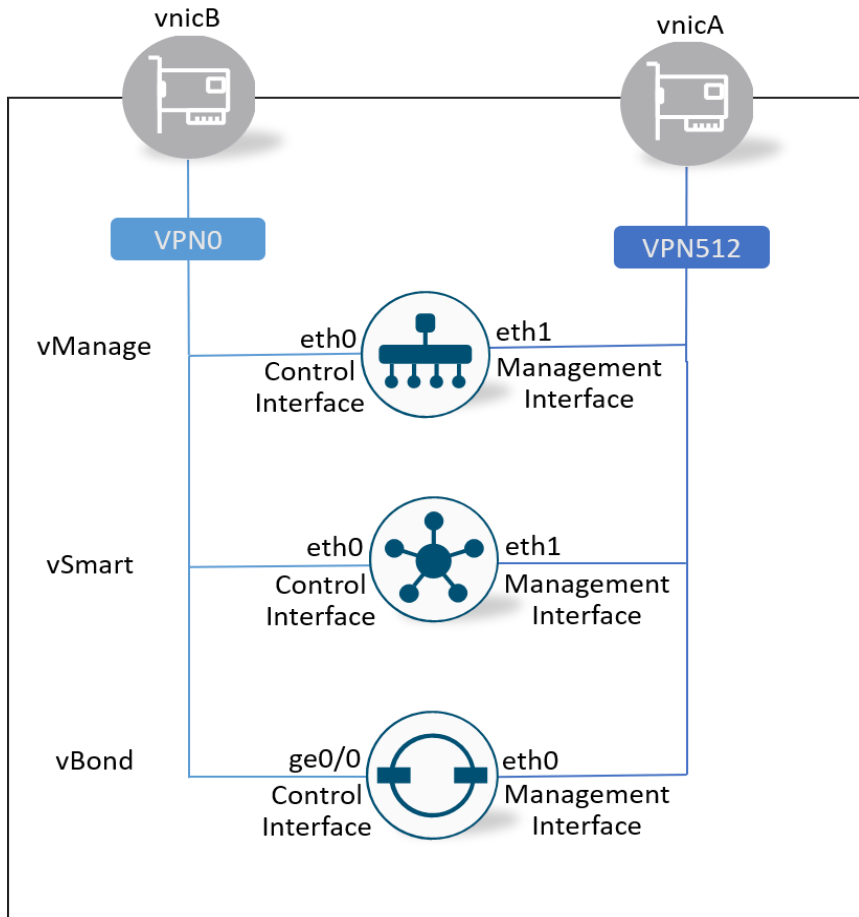 vnicB
vnicA
VPN0
VPN512
vManage
eth0
Control
Interface
eth1
Management
Interface
vSmart
eth0
Control
Interface
eth1
Management
Interface
vBond
ge0/0
Control
Interface
eth0
Management
Interface